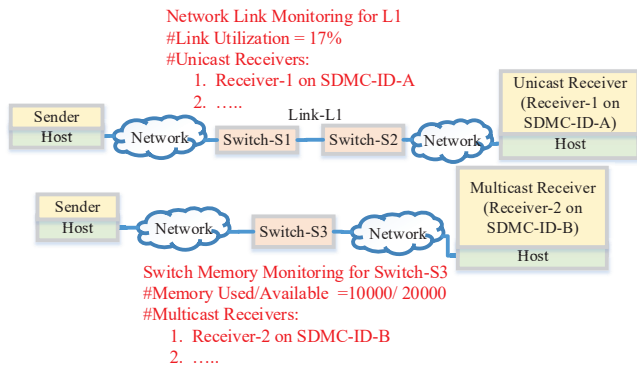 Network Link Monitoring for L1
#Link Utilization = 17%
#Unicast Receivers:
1. Receiver-1 on SDMC-ID-A
2. …..
Link-L1
Sender
Host
Network
Switch-S1
Switch-S2
Network
Unicast Receiver
(Receiver-1 on
SDMC-ID-A)
Host
Sender
Host
Network
Switch-S3
Network
Multicast Receiver
(Receiver-2 on
SDMC-ID-B)
Host
Switch Memory Monitoring for Switch-S3
#Memory Used/Available =10000/ 20000
#Multicast Receivers:
1. Receiver-2 on SDMC-ID-B
2. …..